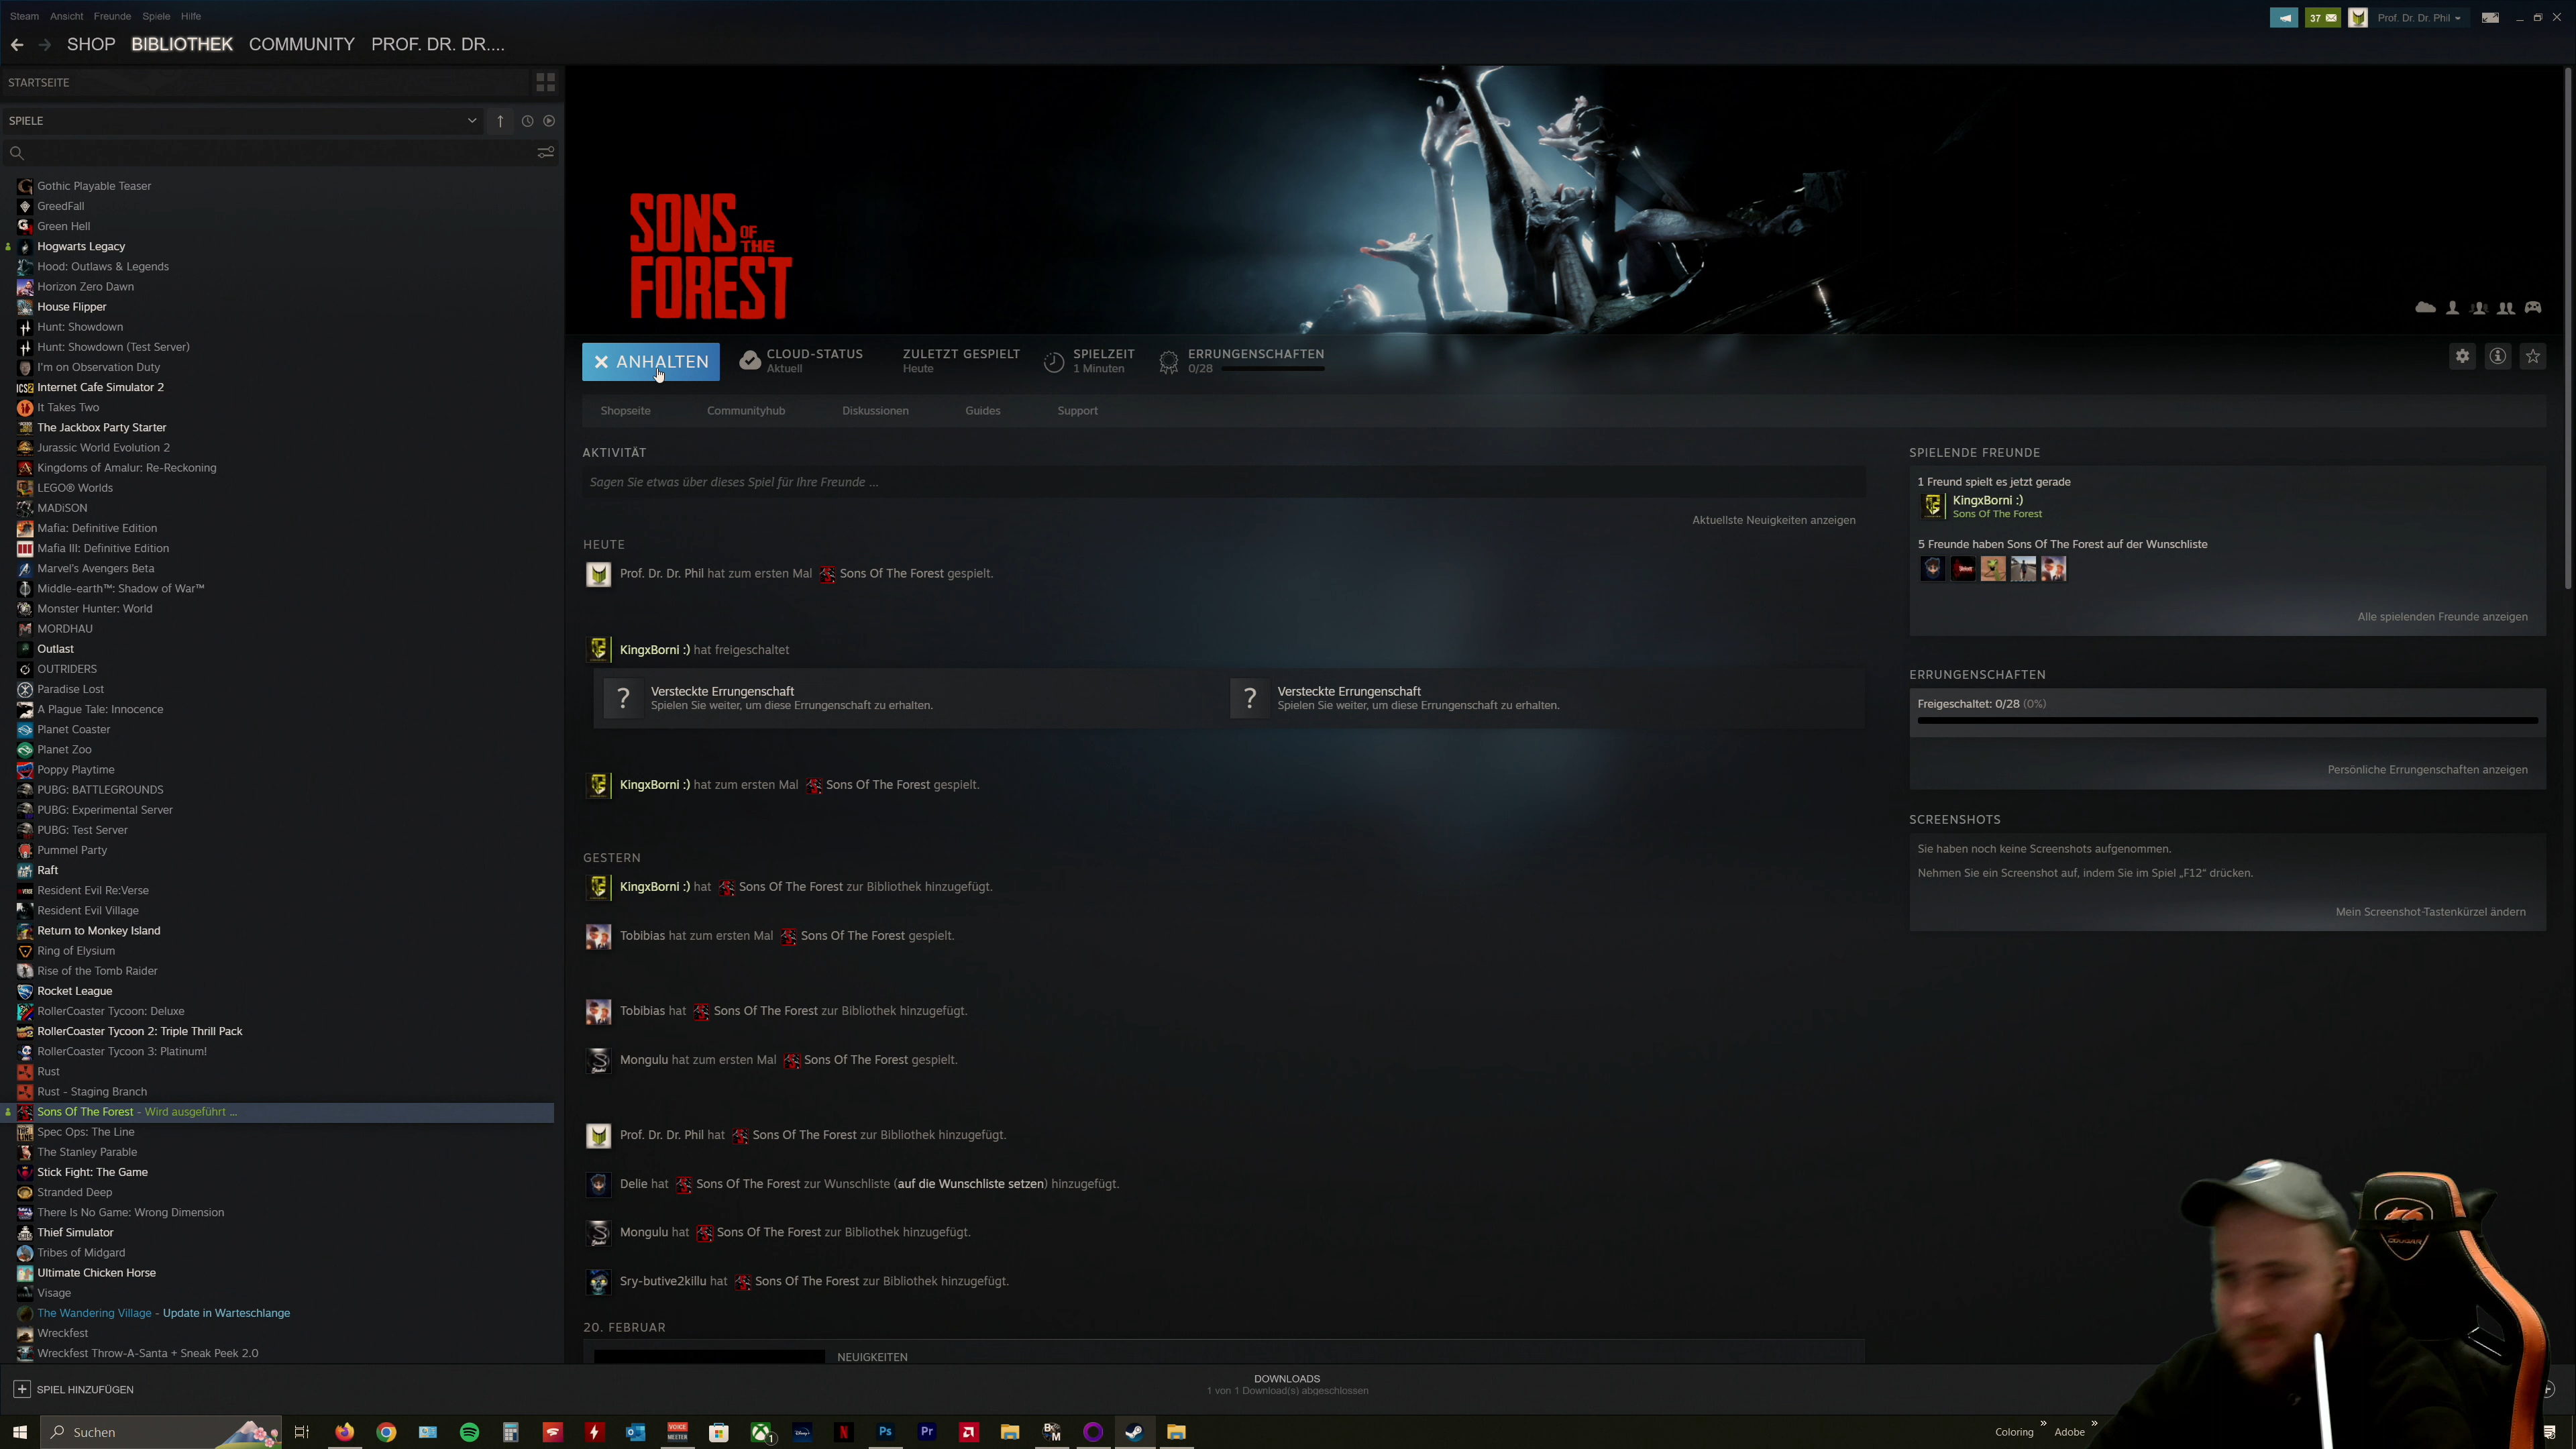 Steam Ansicht Freunde Spiele Hilfe
37
Prof. Dr. Dr. Phil
SHOP BIBLIOTHEK COMMUNITY PROF. DR. DR....
STARTSEITE
SPIELE
Gothic Playable Teaser
GreedFall
Green Hell
Hogwarts Legacy
Hood: Outlaws & Legends
Horizon Zero Dawn
House Flipper
Hunt: Showdown
Hunt: Showdown (Test Server)
I'm on Observation Duty
Internet Cafe Simulator 2
It Takes Two
The Jackbox Party Starter
Jurassic World Evolution 2
Kingdoms of Amalur: Re-Reckoning
LEGO® Worlds
MADiSON
Mafia: Definitive Edition
Mafia III: Definitive Edition
Marvel's Avengers Beta
Middle-earth™: Shadow of War™
Monster Hunter: World
MORDHAU
Outlast
OUTRIDERS
Paradise Lost
A Plague Tale: Innocence
Planet Coaster
Planet Zoo
Poppy Playtime
PUBG: BATTLEGROUNDS
PUBG: Experimental Server
PUBG: Test Server
Pummel Party
Raft
Resident Evil Re:Verse
Resident Evil Village
Return to Monkey Island
Ring of Elysium
Rise of the Tomb Raider
Rocket League
RollerCoaster Tycoon: Deluxe
RollerCoaster Tycoon 2: Triple Thrill Pack
RollerCoaster Tycoon 3: Platinum!
Rust
Rust - Staging Branch
Sons Of The Forest - Wird ausgeführt ...
Spec Ops: The Line
The Stanley Parable
Stick Fight: The Game
Stranded Deep
There Is No Game: Wrong Dimension
Thief Simulator
Tribes of Midgard
Ultimate Chicken Horse
Visage
The Wandering Village - Update in Warteschlange
Wreckfest
Wreckfest Throw-A-Santa + Sneak Peek 2.0
SONS OF THE FOREST
ANHALTEN
CLOUD-STATUS
Aktuell
ZULETZT GESPIELT
Heute
SPIELZEIT
1 Minuten
ERRUNGENSCHAFTEN
0/28
Shopseite Communityhub Diskussionen Guides Support
AKTIVITÄT
Sagen Sie etwas über dieses Spiel für Ihre Freunde ...
Aktuellste Neuigkeiten anzeigen
HEUTE
Prof. Dr. Dr. Phil hat zum ersten Mal Sons Of The Forest gespielt.
KingxBorni :) hat freigeschaltet
Versteckte Errungenschaft
Spielen Sie weiter, um diese Errungenschaft zu erhalten.
Versteckte Errungenschaft
Spielen Sie weiter, um diese Errungenschaft zu erhalten.
KingxBorni :) hat zum ersten Mal Sons Of The Forest gespielt.
GESTERN
KingxBorni :) hat Sons Of The Forest zur Bibliothek hinzugefügt.
Tobibias hat zum ersten Mal Sons Of The Forest gespielt.
Tobibias hat Sons Of The Forest zur Bibliothek hinzugefügt.
Mongulu hat zum ersten Mal Sons Of The Forest gespielt.
Prof. Dr. Dr. Phil hat Sons Of The Forest zur Bibliothek hinzugefügt.
Delie hat Sons Of The Forest zur Wunschliste (auf die Wunschliste setzen) hinzugefügt.
Mongulu hat Sons Of The Forest zur Bibliothek hinzugefügt.
Sry-butive2killu hat Sons Of The Forest zur Bibliothek hinzugefügt.
20. FEBRUAR
NEUIGKEITEN
SPIELENDE FREUNDE
1 Freund spielt es jetzt gerade
KingxBorni :)
Sons Of The Forest
5 Freunde haben Sons Of The Forest auf der Wunschliste
Alle spielenden Freunde anzeigen
ERRUNGENSCHAFTEN
Freigeschaltet: 0/28 (0%)
Persönliche Errungenschaften anzeigen
SCREENSHOTS
Sie haben noch keine Screenshots aufgenommen.
Nehmen Sie ein Screenshot auf, indem Sie im Spiel „F12“ drücken.
Mein Screenshot-Tastenkürzel ändern
COUGAR
SPIEL HINZUFÜGEN
DOWNLOADS
1 von 1 Download(s) abgeschlossen
Suchen
Ps
Pr
Coloring
Adobe